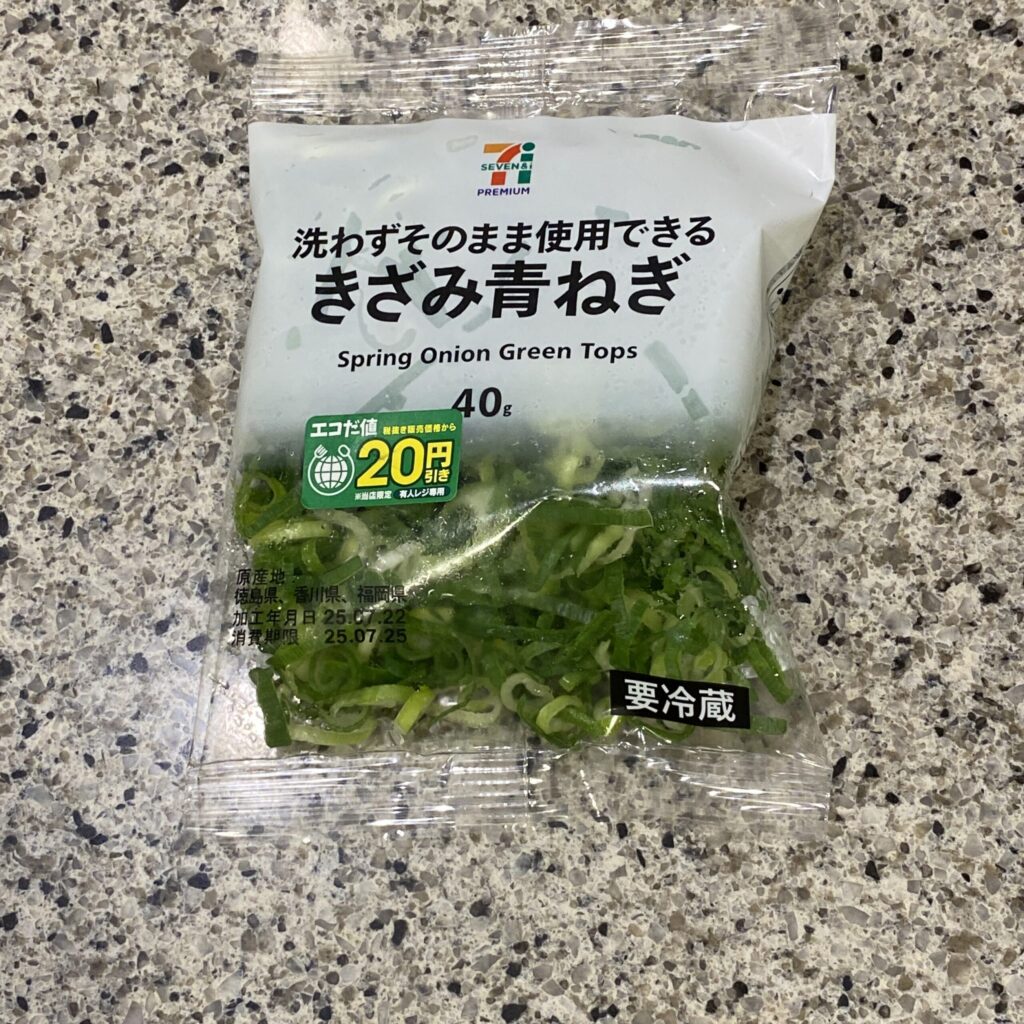 SEVEN&i
PREMIUM
洗わずそのまま使用できる
きざみ青ねぎ
Spring Onion Green Tops
40g
エコだ値 税抜き販売価格から
20円引き
※当店限定 有人レジ専用
原産地
徳島県、香川県、福岡県
加工年月日 25.07.22
消費期限 25.07.25
要冷蔵